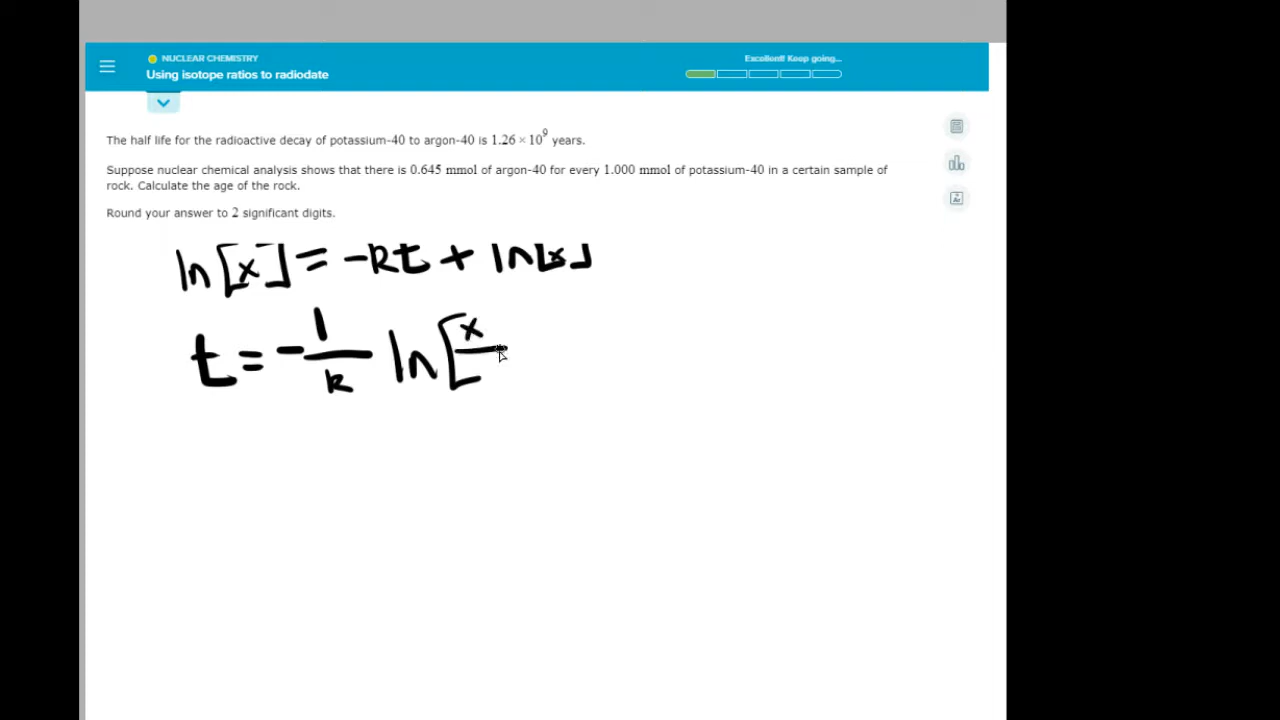 NUCLEAR CHEMISTRY
Excellent! Keep going...
Using isotope ratios to radiodate
The half life for the radioactive decay of potassium-40 to argon-40 is 1.26 × 10⁹ years.
Suppose nuclear chemical analysis shows that there is 0.645 mmol of argon-40 for every 1.000 mmol of potassium-40 in a certain sample of
rock. Calculate the age of the rock.
Round your answer to 2 significant digits.
ln[x] = -kt + ln[x]
t = - 1/k ln[x/
Ar